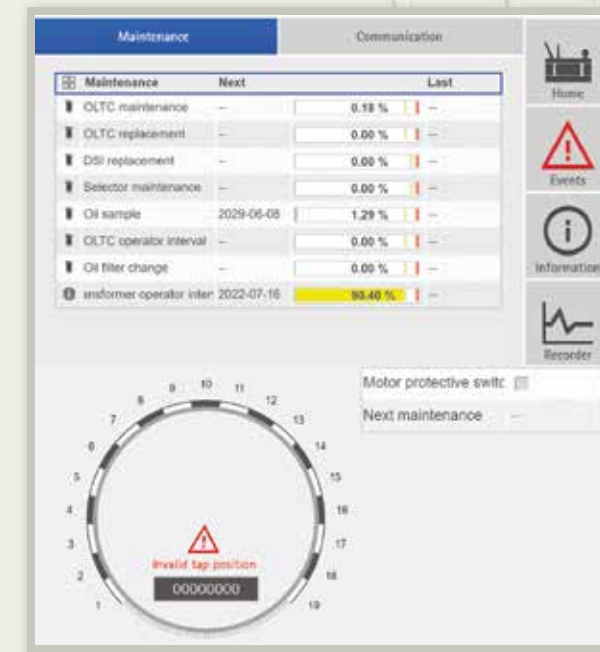 Maintenance Communication
Maintenance Next Last
OLTC maintenance -- 0.18 % --
OLTC replacement -- 0.00 % --
DSI replacement -- 0.00 % --
Selector maintenance -- 0.00 % --
Oil sample 2029-06-08 1.29 % --
OLTC operator interval -- 0.00 % --
Oil filter change -- 0.00 % --
ansformer operator inter 2022-07-16 90.40 % --
Home
Events
Information
Recorder
Motor protective switc
Next maintenance --
1
2
3
4
5
6
7
8
9
10
11
12
13
14
15
16
17
18
19
Invalid tap position
00000000